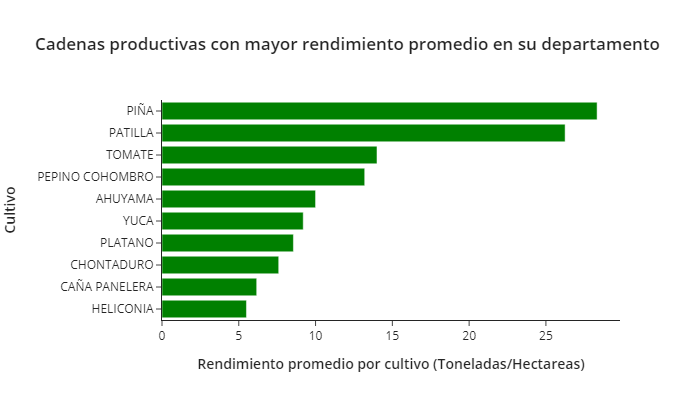 Cadenas productivas con mayor rendimiento promedio en su departamento
Cultivo
PIÑA
PATILLA
TOMATE
PEPINO COHOMBRO
AHUYAMA
YUCA
PLATANO
CHONTADURO
CAÑA PANELERA
HELICONIA
0 5 10 15 20 25
Rendimiento promedio por cultivo (Toneladas/Hectareas)